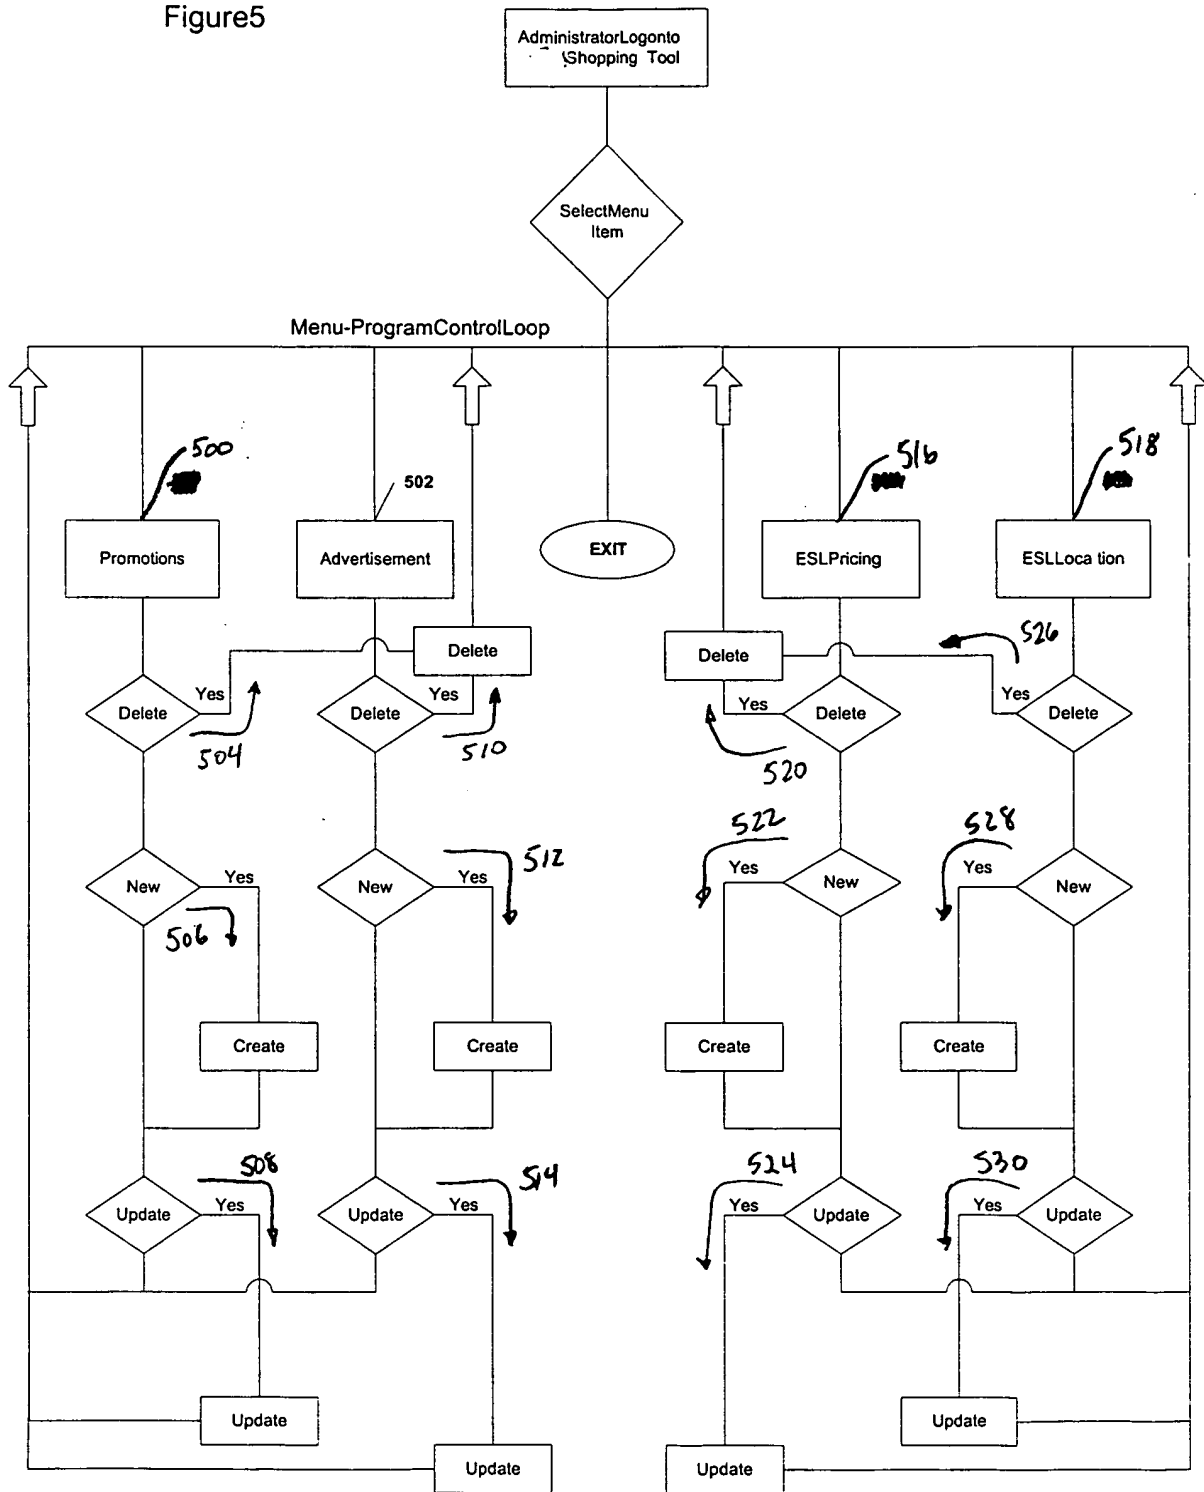 Figure5
AdministratorLogonto
Shopping Tool
SelectMenu
Item
Menu-ProgramControlLoop
500
516
518
502
Promotions
Advertisement
EXIT
ESLPricing
ESLLoca tion
526
Delete
Delete
Yes
Yes
Yes
Yes
Delete
Delete
Delete
Delete
504
510
520
522
528
512
Yes
Yes
Yes
Yes
New
New
New
New
506
Create
Create
Create
Create
508
514
524
530
Yes
Yes
Yes
Yes
Update
Update
Update
Update
Update
Update
Update
Update